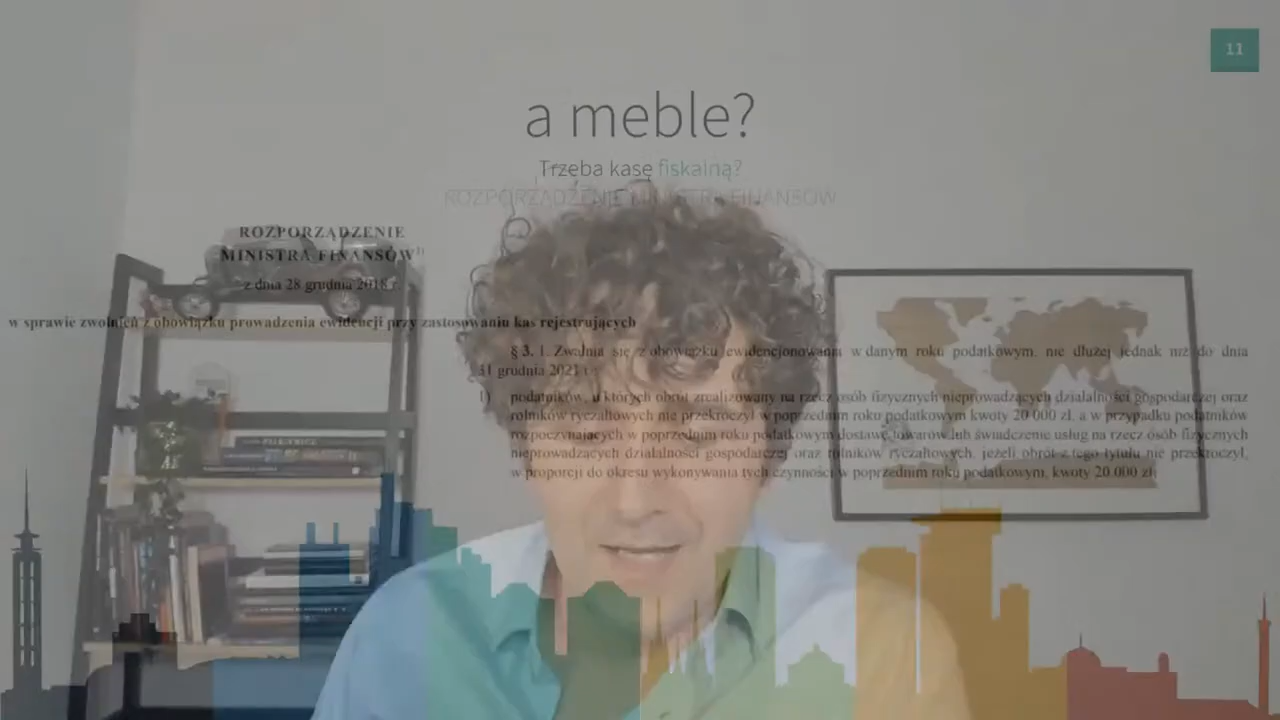 11
a meble?
Trzeba kasę fiskalną?
ROZPORZĄDZENIE MINISTRA FINANSÓW
ROZPORZĄDZENIE
MINISTRA FINANSÓW¹⁾
z dnia 28 grudnia 2018 r.
w sprawie zwolnień z obowiązku prowadzenia ewidencji przy zastosowaniu kas rejestrujących
§ 3. 1. Zwalnia się z obowiązku ewidencjonowania w danym roku podatkowym, nie dłużej jednak niż do dnia
31 grudnia 2021 r.:
1) podatników, u których obrót zrealizowany na rzecz osób fizycznych nieprowadzących działalności gospodarczej oraz
rolników ryczałtowych nie przekroczył w poprzednim roku podatkowym kwoty 20 000 zł, a w przypadku podatników
rozpoczynających w poprzednim roku podatkowym dostawę towarów lub świadczenie usług na rzecz osób fizycznych
nieprowadzących działalności gospodarczej oraz rolników ryczałtowych, jeżeli obrót z tego tytułu nie przekroczył,
w proporcji do okresu wykonywania tych czynności w poprzednim roku podatkowym, kwoty 20 000 zł;